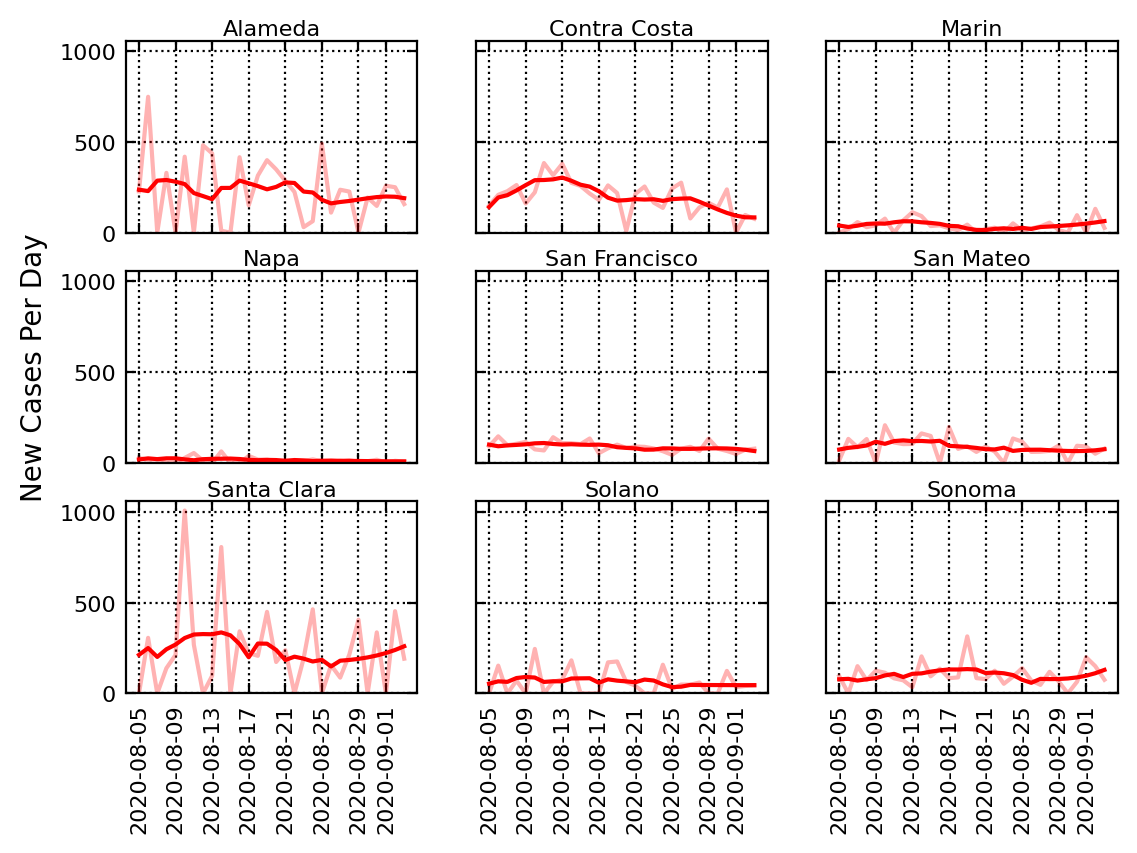 Alameda Contra Costa Marin
1000
500
0
Napa San Francisco San Mateo
1000
500
0
New Cases Per Day
Santa Clara Solano Sonoma
1000
500
0
2020-08-05 2020-08-09 2020-08-13 2020-08-17 2020-08-21 2020-08-25 2020-08-29 2020-09-01
2020-08-05 2020-08-09 2020-08-13 2020-08-17 2020-08-21 2020-08-25 2020-08-29 2020-09-01
2020-08-05 2020-08-09 2020-08-13 2020-08-17 2020-08-21 2020-08-25 2020-08-29 2020-09-01